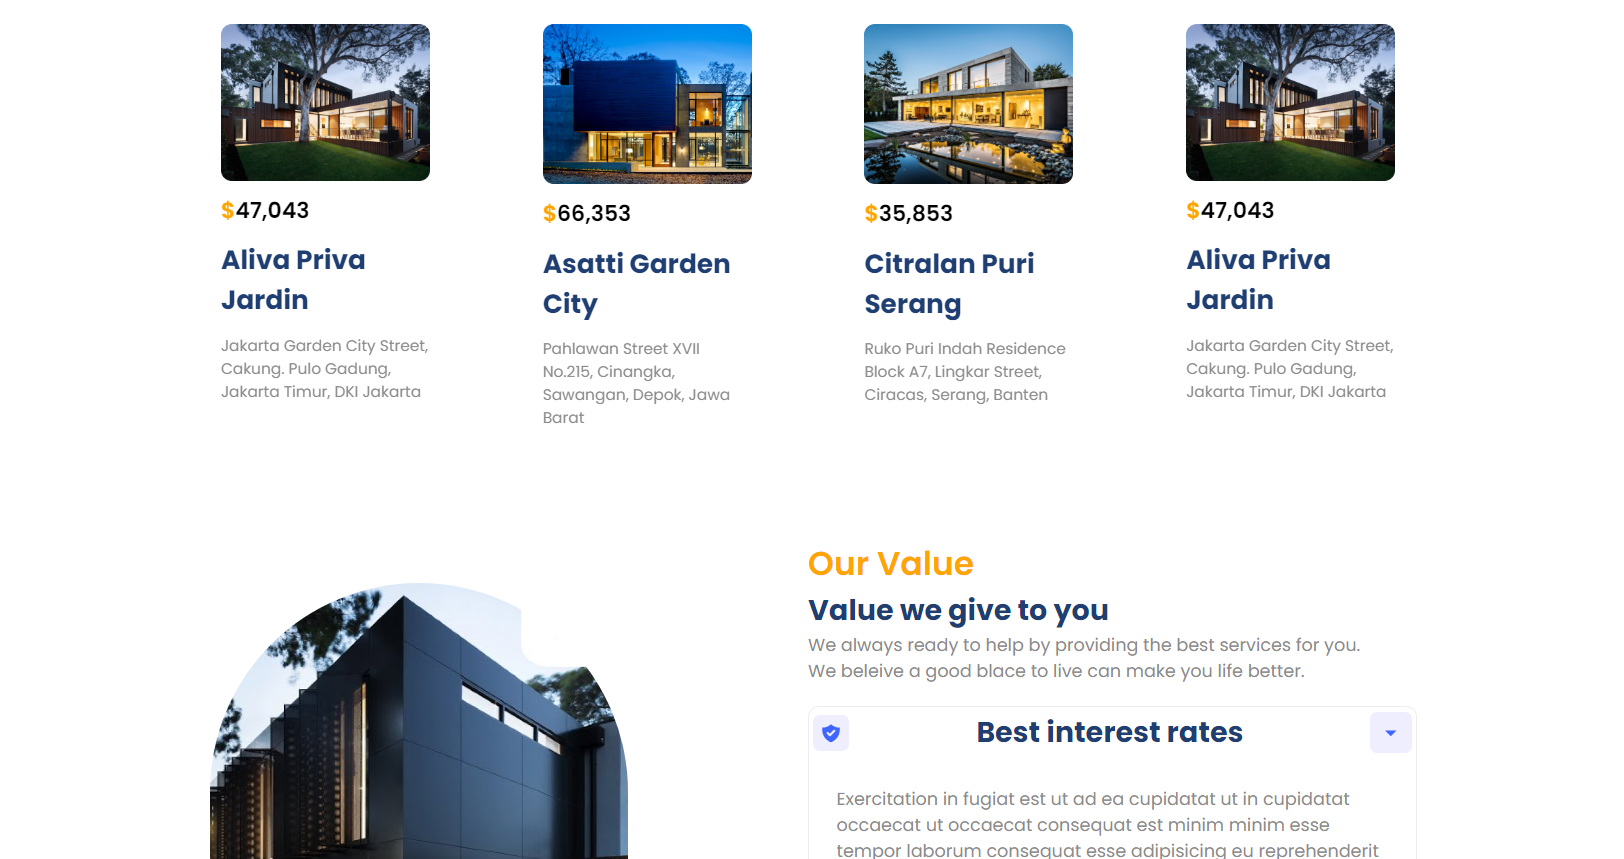 $47,043
Aliva Priva
Jardin
Jakarta Garden City Street,
Cakung. Pulo Gadung,
Jakarta Timur, DKI Jakarta
$66,353
Asatti Garden
City
Pahlawan Street XVII
No.215, Cinangka,
Sawangan, Depok, Jawa
Barat
$35,853
Citralan Puri
Serang
Ruko Puri Indah Residence
Block A7, Lingkar Street,
Ciracas, Serang, Banten
$47,043
Aliva Priva
Jardin
Jakarta Garden City Street,
Cakung. Pulo Gadung,
Jakarta Timur, DKI Jakarta
Our Value
Value we give to you
We always ready to help by providing the best services for you.
We beleive a good blace to live can make you life better.
Best interest rates
Exercitation in fugiat est ut ad ea cupidatat ut in cupidatat
occaecat ut occaecat consequat est minim minim esse
tempor laborum consequat esse adipisicing eu reprehenderit